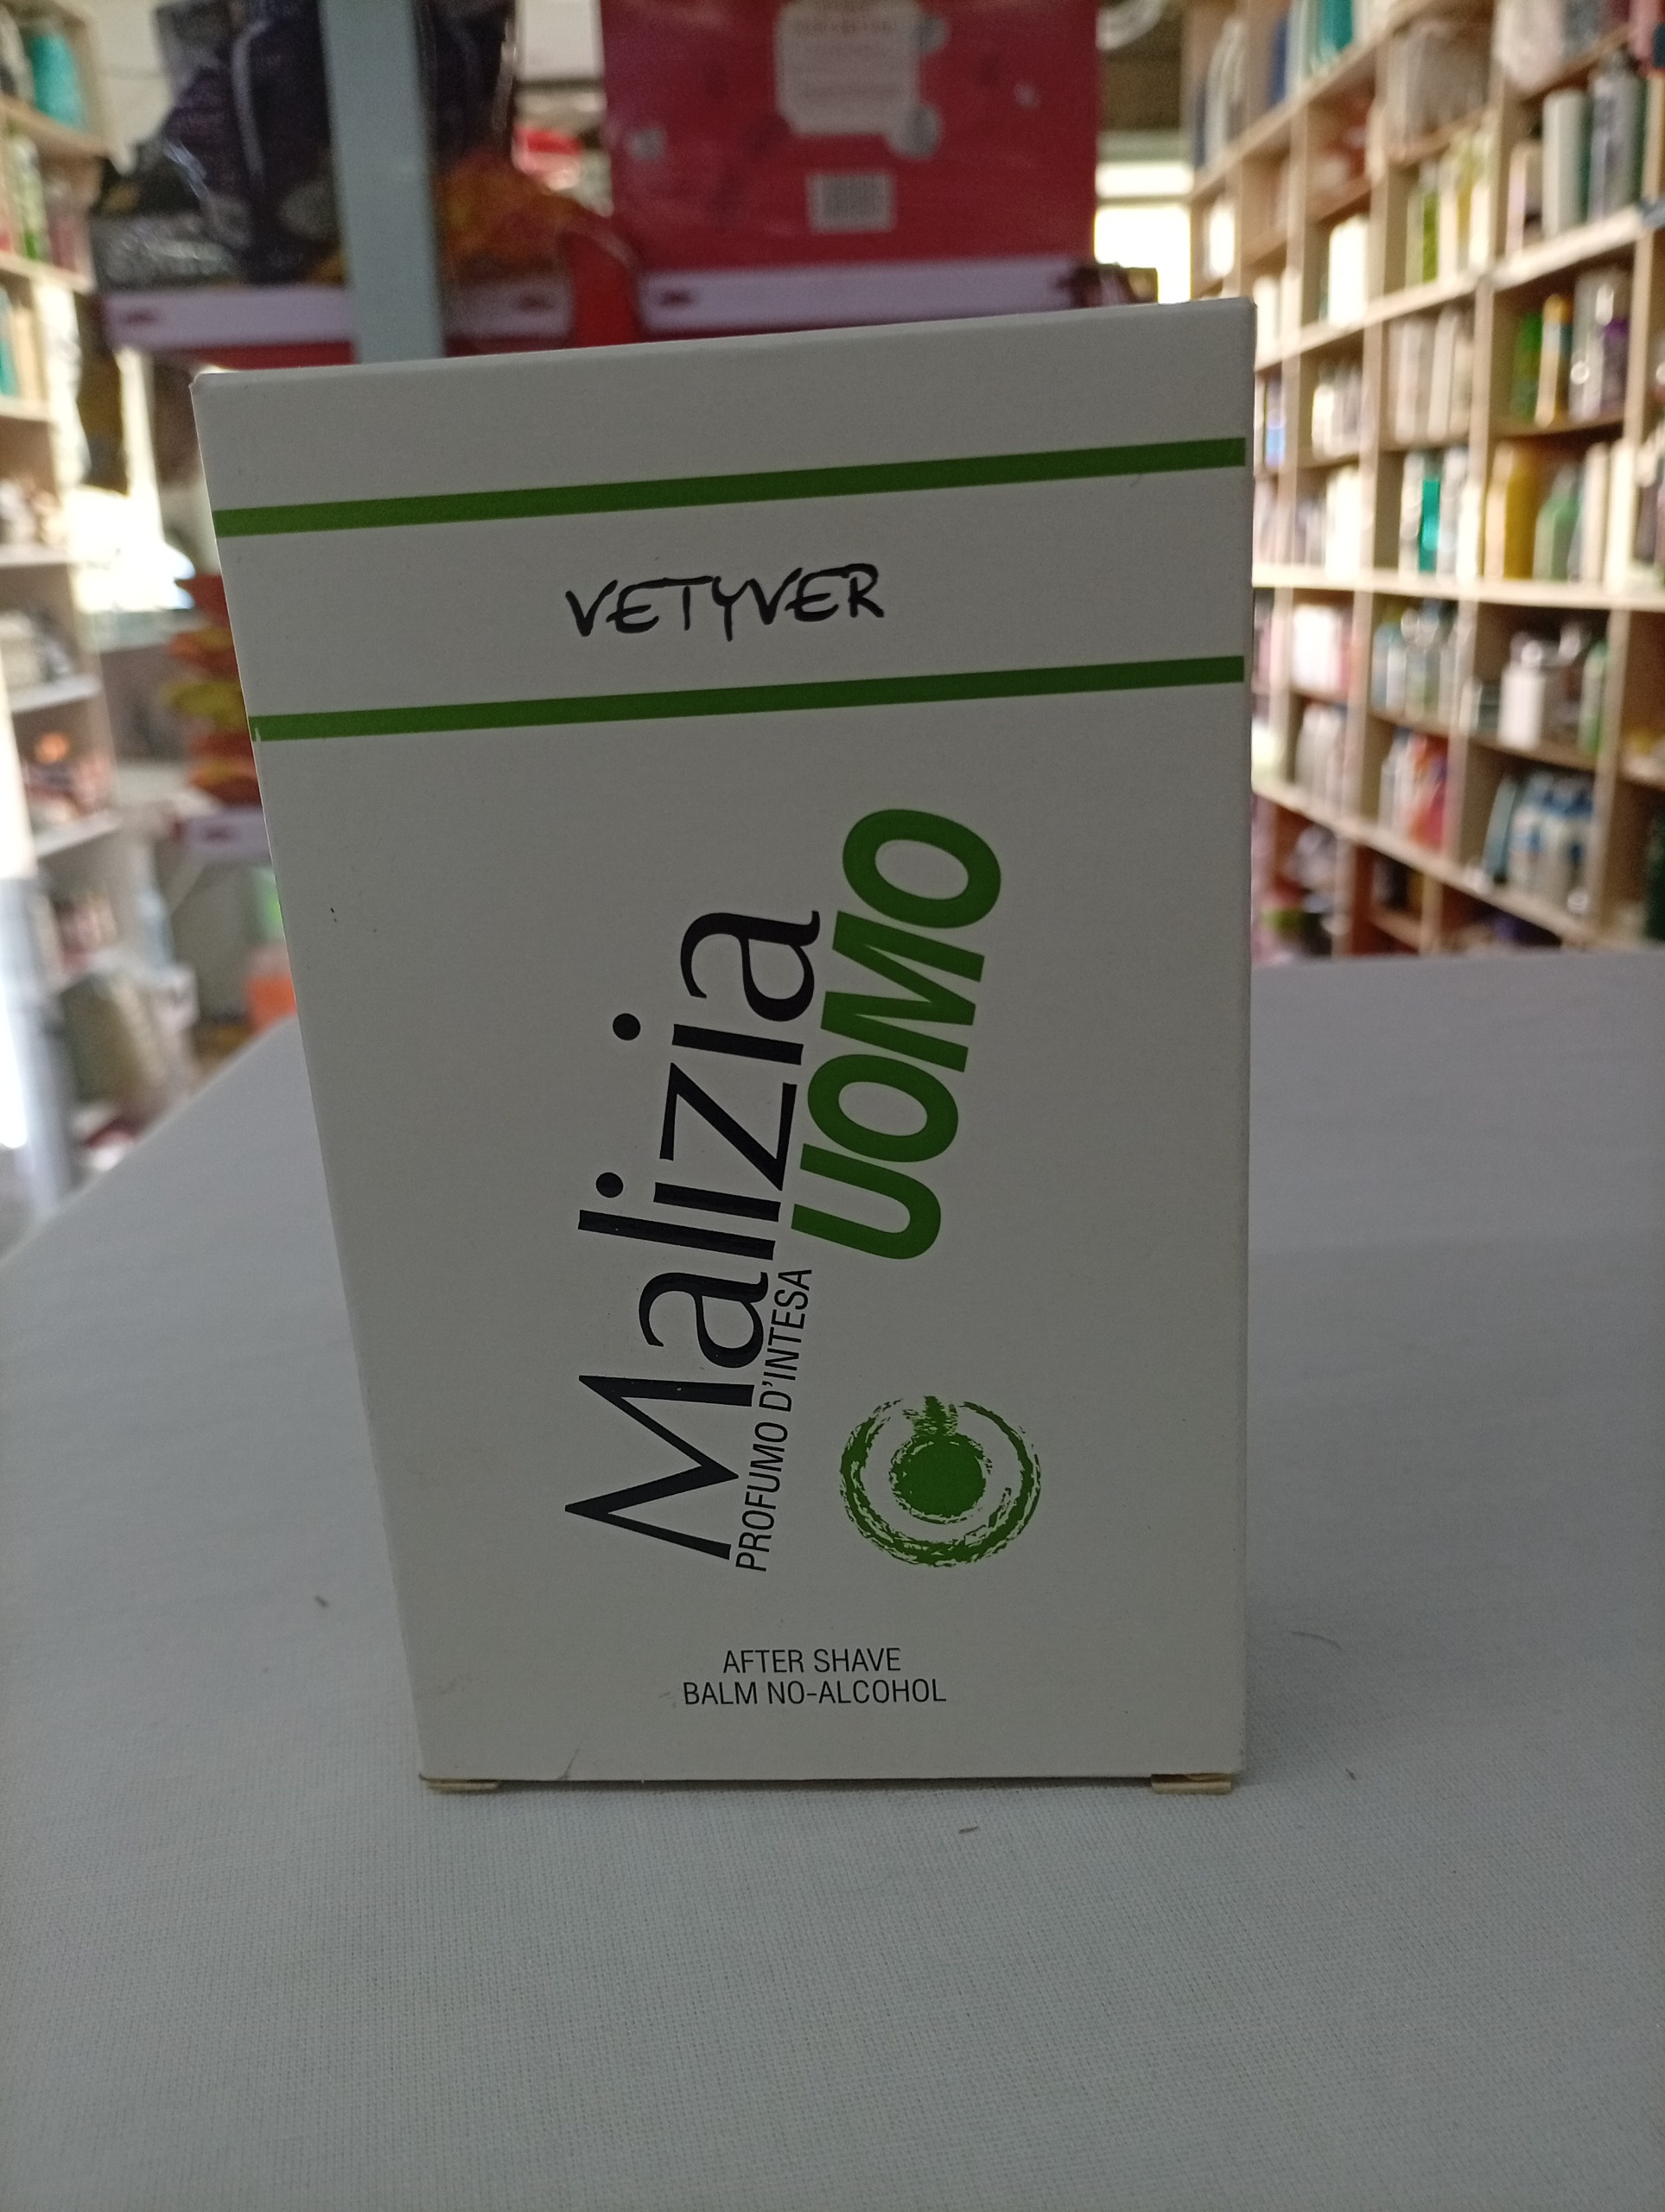 VETYVER
Malizia
PROFUMO D'INTESA
UOMO
AFTER SHAVE
BALM NO-ALCOHOL